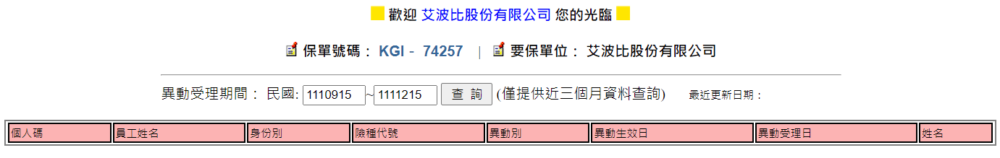 歡迎 艾波比股份有限公司 您的光臨
保單號碼： KGI - 74257 | 要保單位： 艾波比股份有限公司
異動受理期間： 民國: 1110915~1111215 查 詢 (僅提供近三個月資料查詢) 最近更新日期：
個人碼 員工姓名 身份別 險種代號 異動別 異動生效日 異動受理日 姓名